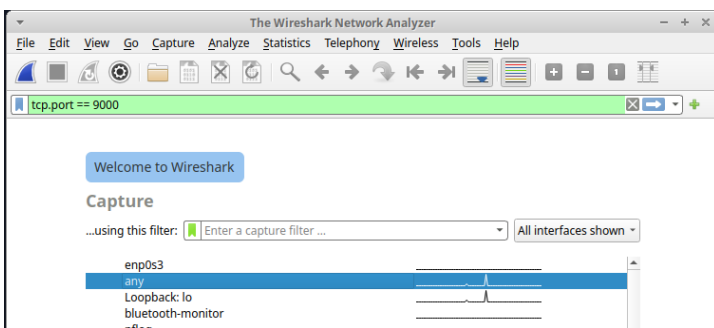 The Wireshark Network Analyzer
File Edit View Go Capture Analyze Statistics Telephony Wireless Tools Help
tcp.port == 9000
Welcome to Wireshark
Capture
...using this filter: Enter a capture filter ... All interfaces shown
enp0s3
any
Loopback: lo
bluetooth-monitor